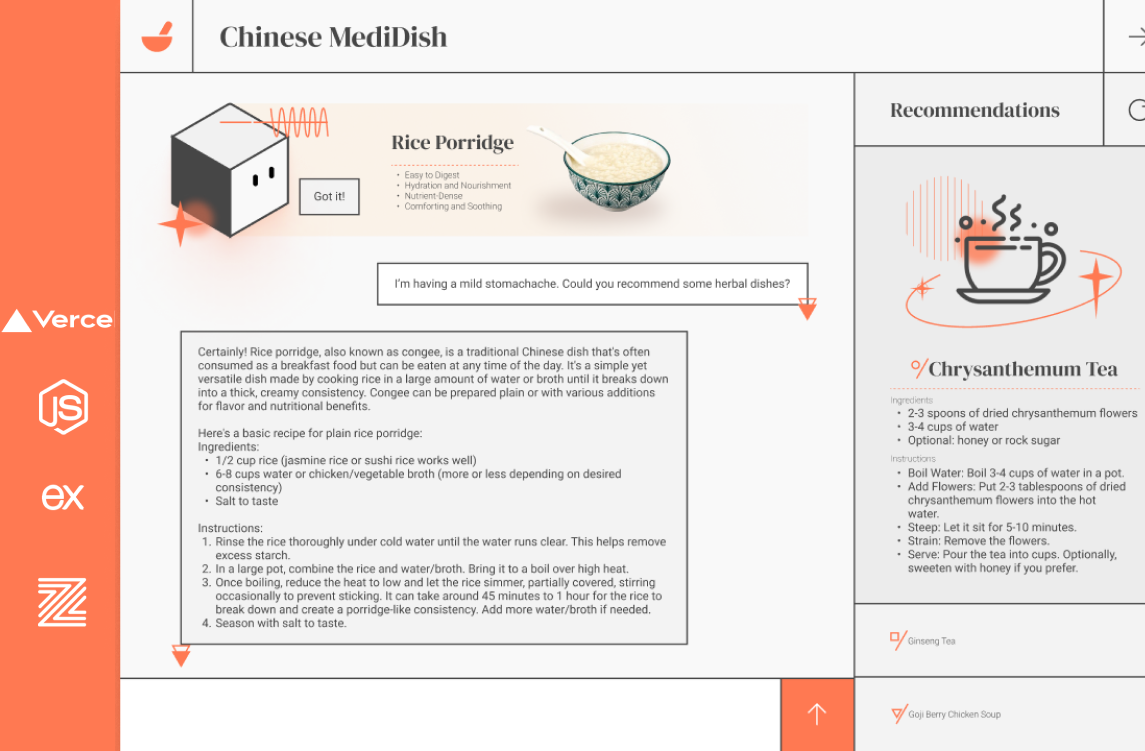 Chinese MediDish
Rice Porridge
• Easy to Digest
• Hydration and Nourishment
• Nutrient-Dense
• Comforting and Soothing
Got it!
I'm having a mild stomachache. Could you recommend some herbal dishes?
Certainly! Rice porridge, also known as congee, is a traditional Chinese dish that's often
consumed as a breakfast food but can be eaten at any time of the day. It's a simple yet
versatile dish made by cooking rice in a large amount of water or broth until it breaks down
into a thick, creamy consistency. Congee can be prepared plain or with various additions
for flavor and nutritional benefits.
Here's a basic recipe for plain rice porridge:
Ingredients:
• 1/2 cup rice (jasmine rice or sushi rice works well)
• 6-8 cups water or chicken/vegetable broth (more or less depending on desired
consistency)
• Salt to taste
Instructions:
1. Rinse the rice thoroughly under cold water until the water runs clear. This helps remove
excess starch.
2. In a large pot, combine the rice and water/broth. Bring it to a boil over high heat.
3. Once boiling, reduce the heat to low and let the rice simmer, partially covered, stirring
occasionally to prevent sticking. It can take around 45 minutes to 1 hour for the rice to
break down and create a porridge-like consistency. Add more water/broth if needed.
4. Season with salt to taste.
Recommendations
Chrysanthemum Tea
Ingredients
• 2-3 spoons of dried chrysanthemum flowers
• 3-4 cups of water
• Optional: honey or rock sugar
Instructions
• Boil Water: Boil 3-4 cups of water in a pot.
• Add Flowers: Put 2-3 tablespoons of dried
chrysanthemum flowers into the hot
water.
• Steep: Let it sit for 5-10 minutes.
• Strain: Remove the flowers.
• Serve: Pour the tea into cups. Optionally,
sweeten with honey if you prefer.
Ginseng Tea
Goji Berry Chicken Soup
Verce
JS
ex